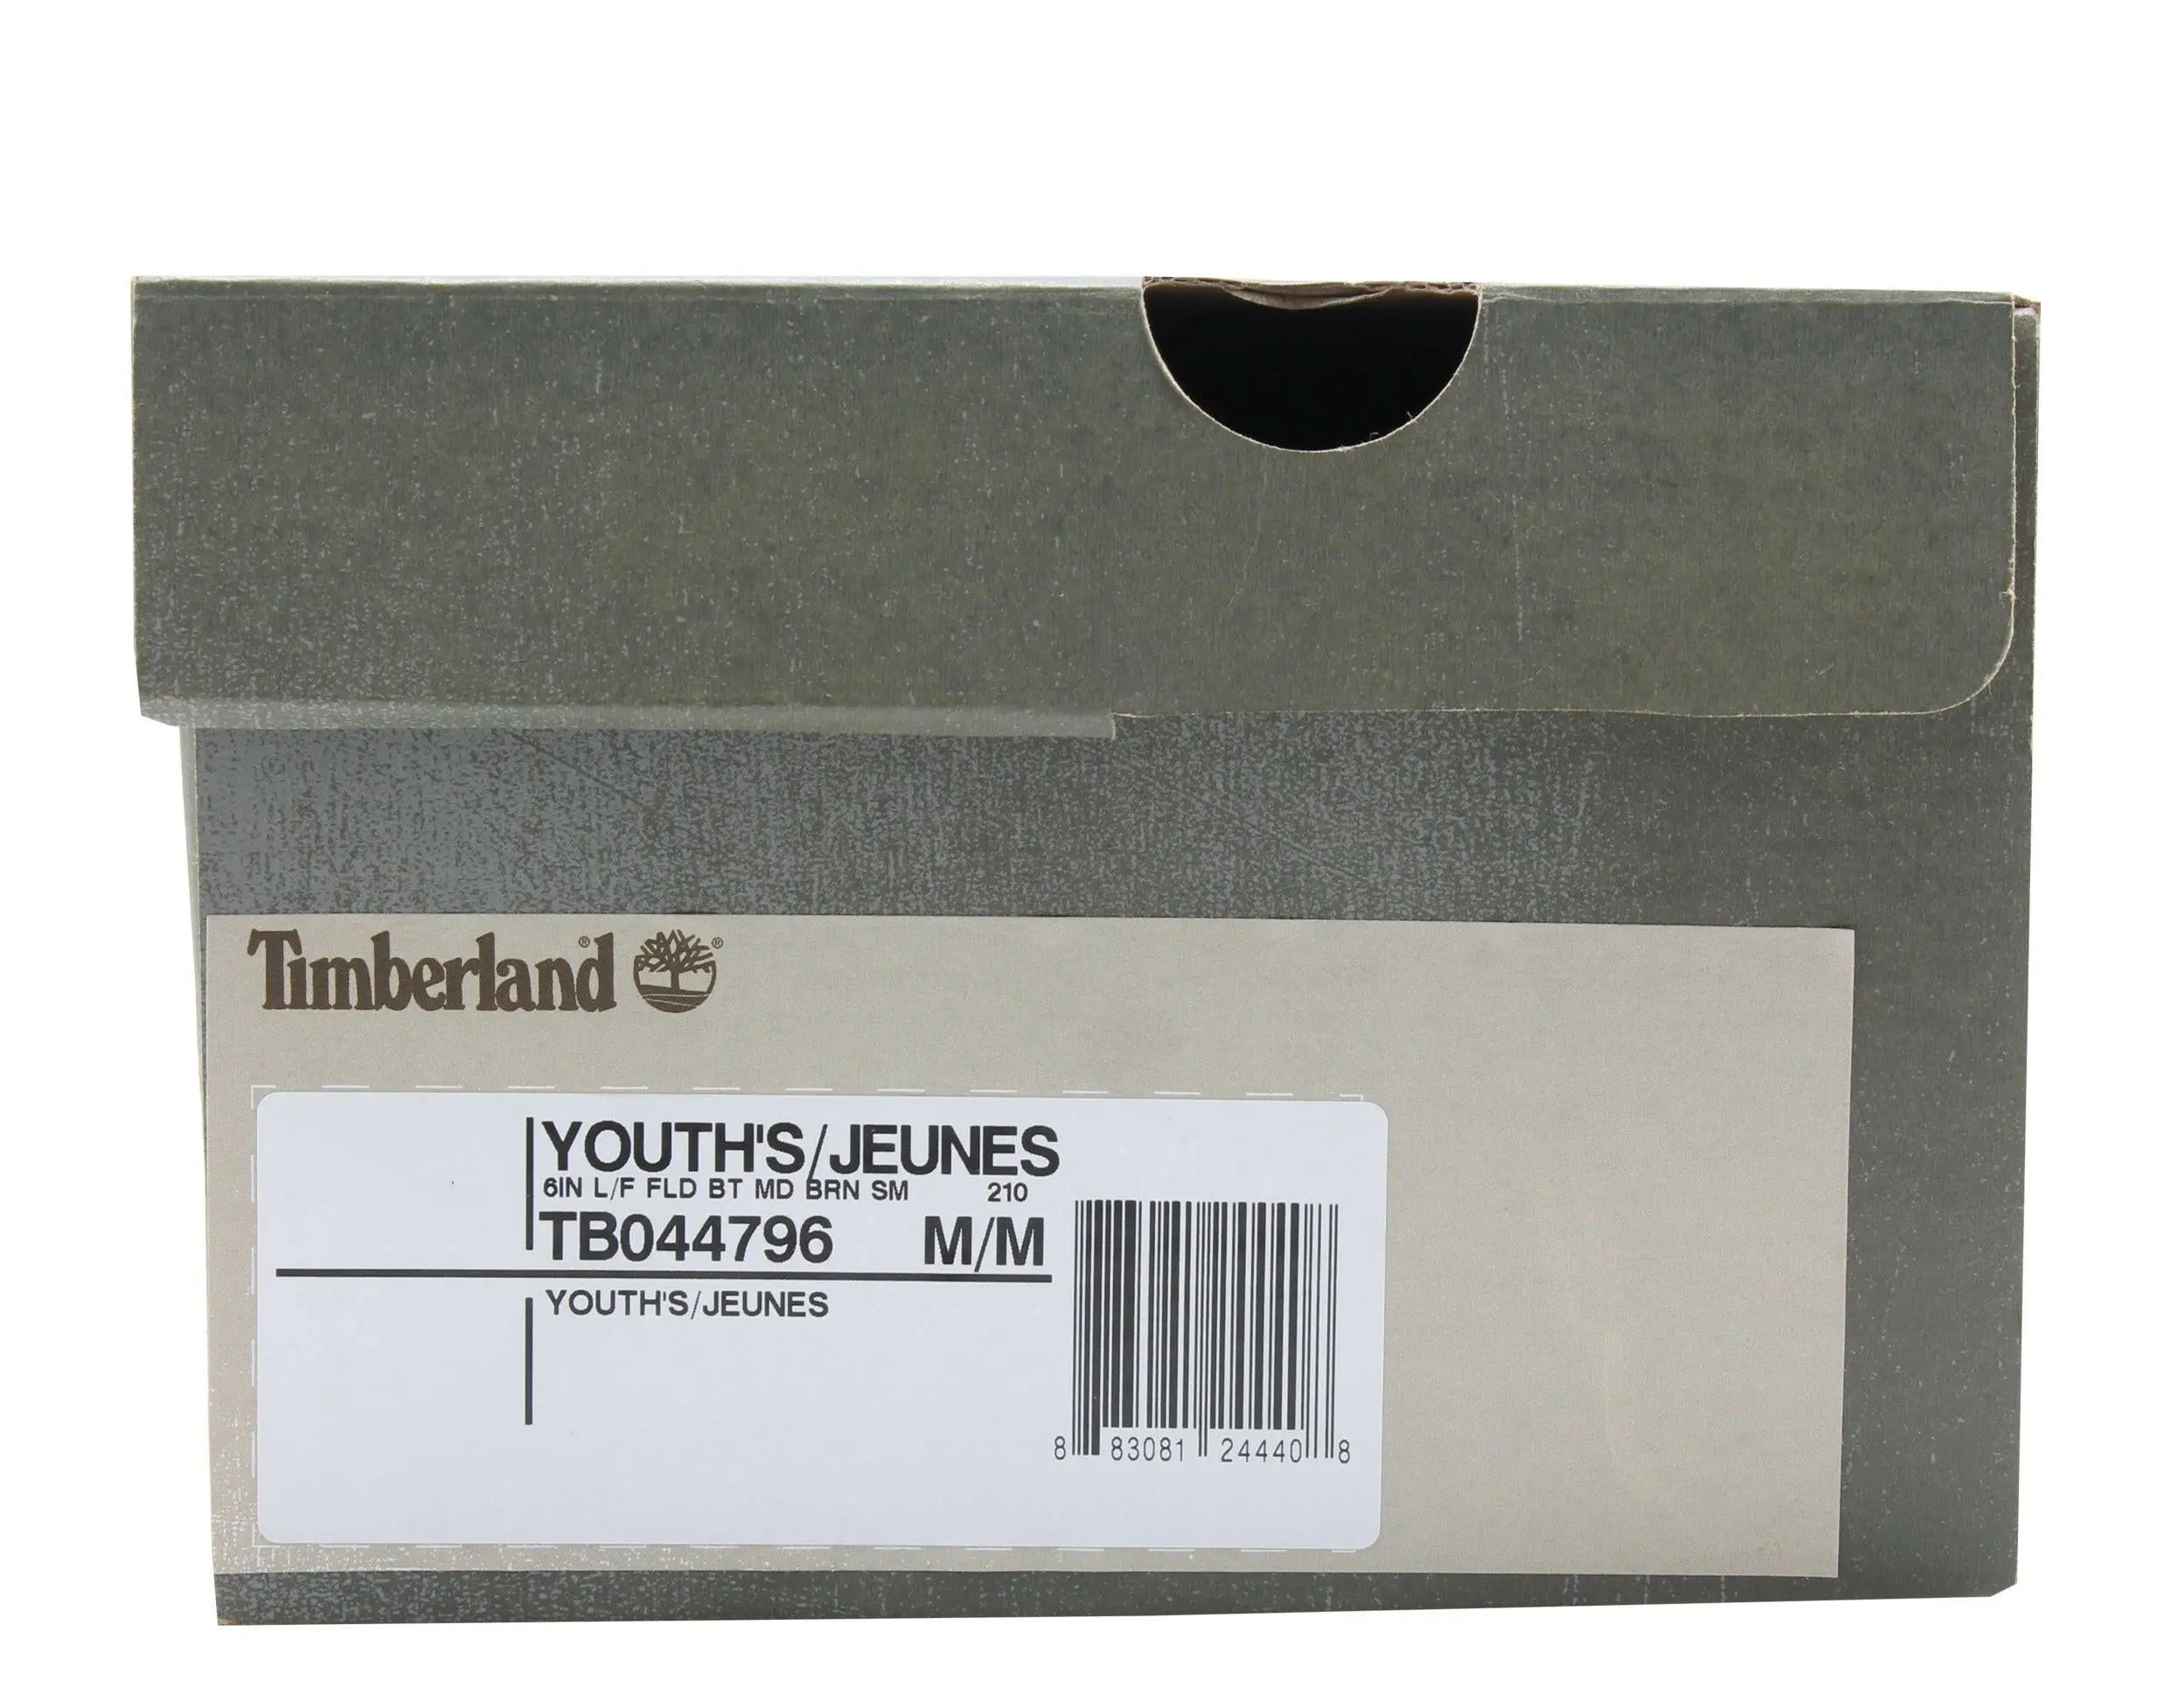 Timberland® ®
YOUTH'S/JEUNES
6IN L/F FLD BT MD BRN SM 210
TB044796 M/M
YOUTH'S/JEUNES
8 83081 24440 8